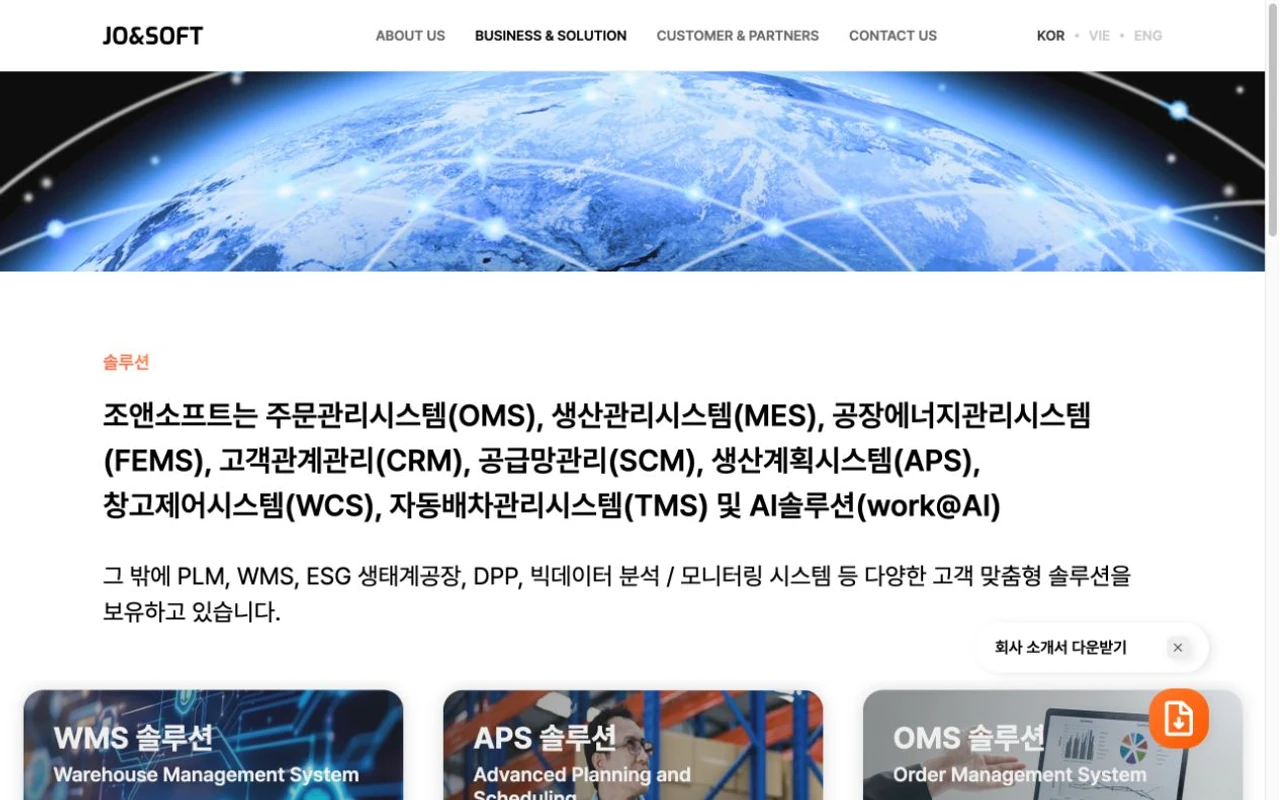 JO&SOFT
ABOUT US
BUSINESS & SOLUTION
CUSTOMER & PARTNERS
CONTACT US
KOR • VIE • ENG
솔루션
조앤소프트는 주문관리시스템(OMS), 생산관리시스템(MES), 공장에너지관리시스템
(FEMS), 고객관계관리(CRM), 공급망관리(SCM), 생산계획시스템(APS),
창고제어시스템(WCS), 자동배차관리시스템(TMS) 및 AI솔루션(work@AI)
그 밖에 PLM, WMS, ESG 생태계공장, DPP, 빅데이터 분석 / 모니터링 시스템 등 다양한 고객 맞춤형 솔루션을
보유하고 있습니다.
회사 소개서 다운받기
WMS 솔루션
Warehouse Management System
APS 솔루션
Advanced Planning and
Scheduling
OMS 솔루션
Order Management System